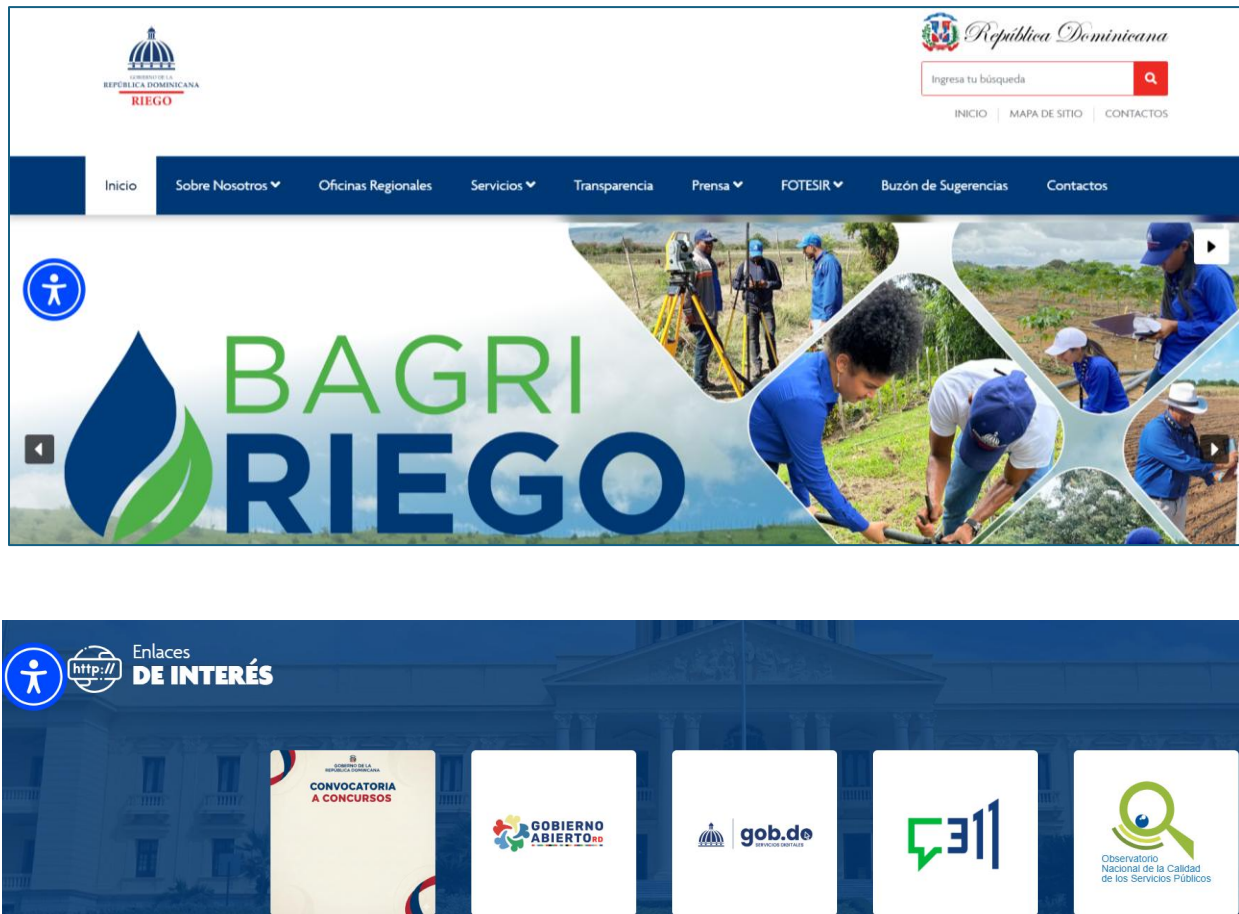 GOBIERNO DE LA
REPÚBLICA DOMINICANA
RIEGO
República Dominicana
Ingresa tu búsqueda
INICIO MAPA DE SITIO CONTACTOS
Inicio Sobre Nosotros Oficinas Regionales Servicios Transparencia Prensa FOTESIR Buzón de Sugerencias Contactos
BAGRI
RIEGO
http://
Enlaces
DE INTERÉS
GOBIERNO DE LA
REPÚBLICA DOMINICANA
CONVOCATORIA
A CONCURSOS
GOBIERNO
ABIERTO RD
gob.do
SERVICIOS DIGITALES
311
Observatorio
Nacional de la Calidad
de los Servicios Públicos